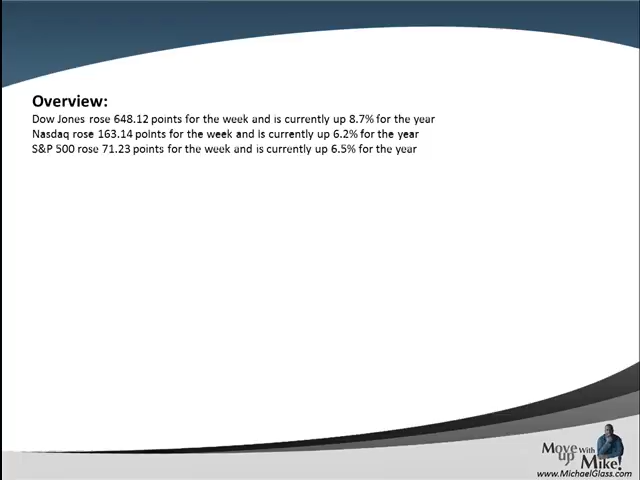 Overview:
Dow Jones rose 648.12 points for the week and is currently up 8.7% for the year
Nasdaq rose 163.14 points for the week and is currently up 6.2% for the year
S&P 500 rose 71.23 points for the week and is currently up 6.5% for the year
Move up With Mike!
www.MichaelGlass.com